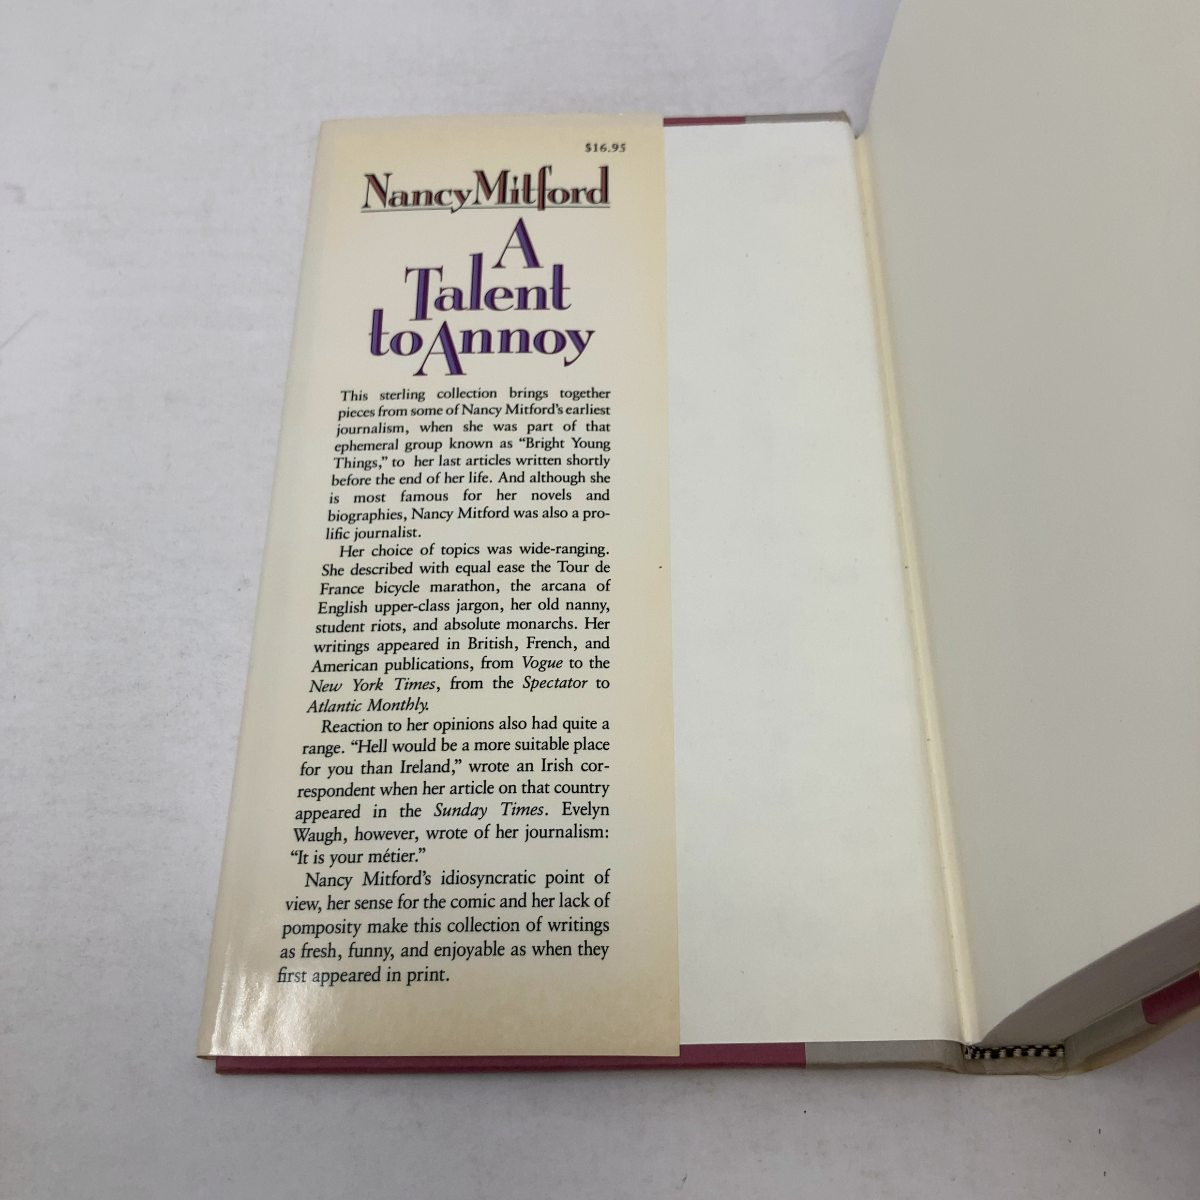 $16.95
Nancy Mitford
A
Talent
to Annoy
This sterling collection brings together
pieces from some of Nancy Mitford's earliest
journalism, when she was part of that
ephemeral group known as “Bright Young
Things,” to her last articles written shortly
before the end of her life. And although she
is most famous for her novels and
biographies, Nancy Mitford was also a pro-
lific journalist.
Her choice of topics was wide-ranging.
She described with equal ease the Tour de
France bicycle marathon, the arcana of
English upper-class jargon, her old nanny,
student riots, and absolute monarchs. Her
writings appeared in British, French, and
American publications, from Vogue to the
New York Times, from the Spectator to
Atlantic Monthly.
Reaction to her opinions also had quite a
range. “Hell would be a more suitable place
for you than Ireland,” wrote an Irish cor-
respondent when her article on that country
appeared in the Sunday Times. Evelyn
Waugh, however, wrote of her journalism:
“It is your métier.”
Nancy Mitford's idiosyncratic point of
view, her sense for the comic and her lack of
pomposity make this collection of writings
as fresh, funny, and enjoyable as when they
first appeared in print.